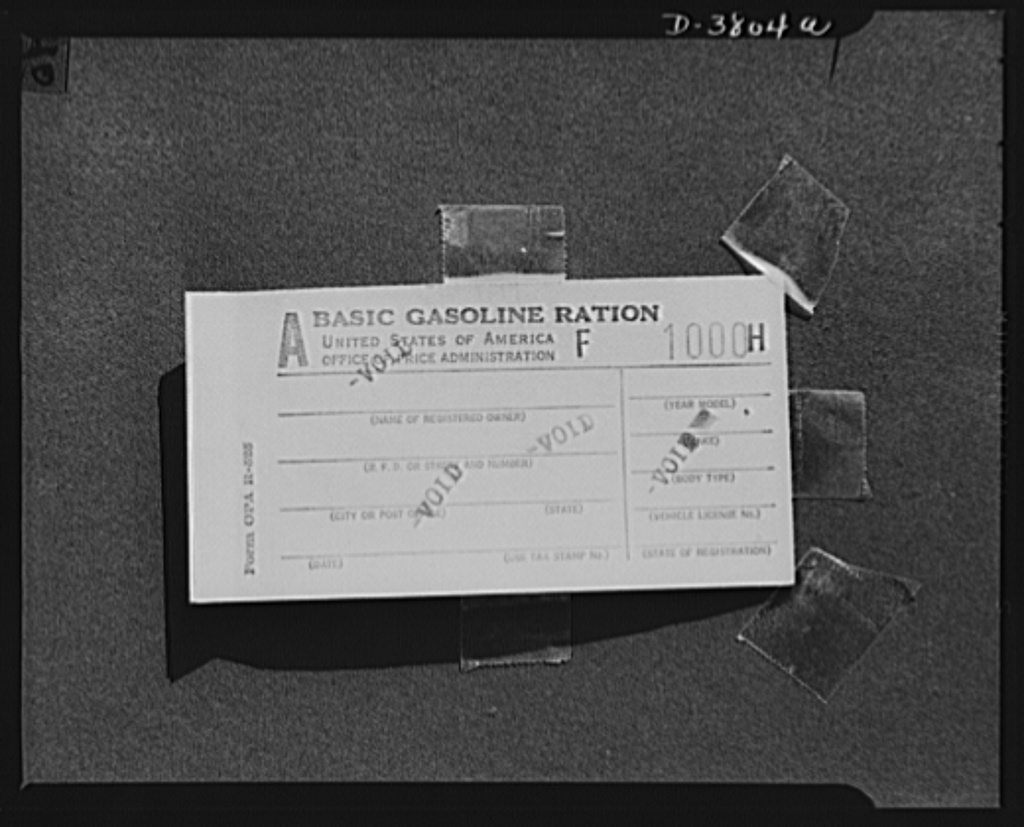 D-3804 a
A BASIC GASOLINE RATION
UNITED STATES OF AMERICA
OFFICE OF PRICE ADMINISTRATION
F 1000H
-VOID
(NAME OF REGISTERED OWNER)
(YEAR MODEL)
-VOID
(R. F. D. OR STREET AND NUMBER)
(MAKE)
-VOID
-VOID
(BODY TYPE)
(CITY OR POST OFFICE) (STATE)
(VEHICLE LICENSE No.)
(DATE) (USE TAX STAMP No.)
(STATE OF REGISTRATION)
Form OPA R-525